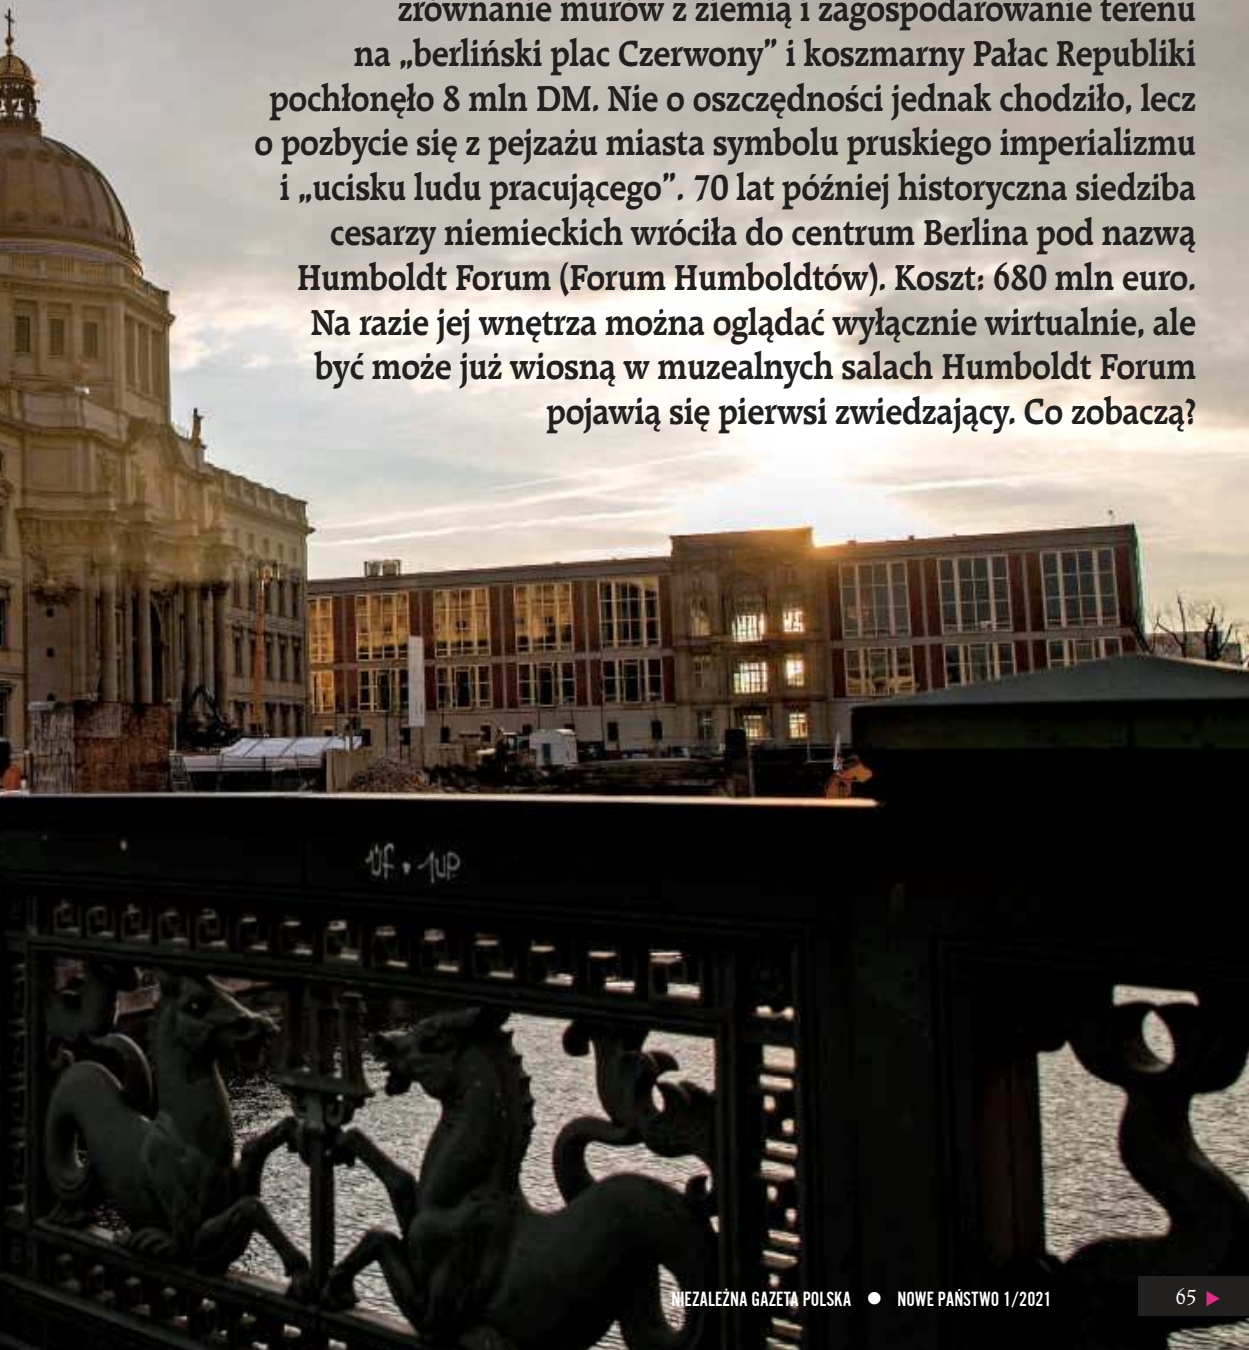 zrównanie murów z ziemią i zagospodarowanie terenu
na „berliński plac Czerwony” i koszmarny Pałac Republiki
pochłonęło 8 mln DM. Nie o oszczędności jednak chodziło, lecz
o pozbycie się z pejzażu miasta symbolu pruskiego imperializmu
i „ucisku ludu pracującego”. 70 lat później historyczna siedziba
cesarzy niemieckich wróciła do centrum Berlina pod nazwą
Humboldt Forum (Forum Humboldtów). Koszt: 680 mln euro.
Na razie jej wnętrza można oglądać wyłącznie wirtualnie, ale
być może już wiosną w muzealnych salach Humboldt Forum
pojawią się pierwsi zwiedzający. Co zobaczą?
1UP
NIEZALEŻNA GAZETA POLSKA ● NOWE PAŃSTWO 1/2021
65 ▶